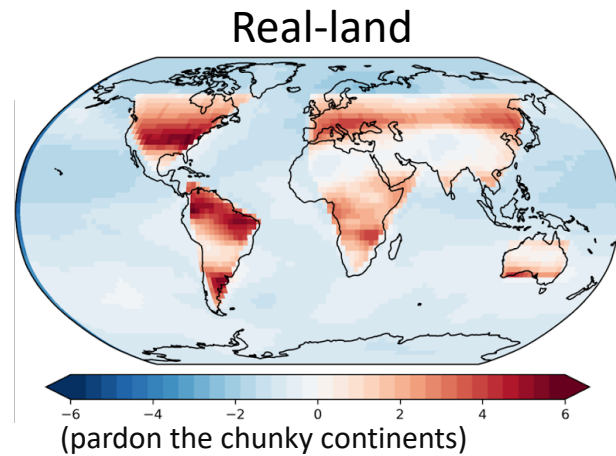 Real-land
−6 −4 −2 0 2 4 6
(pardon the chunky continents)